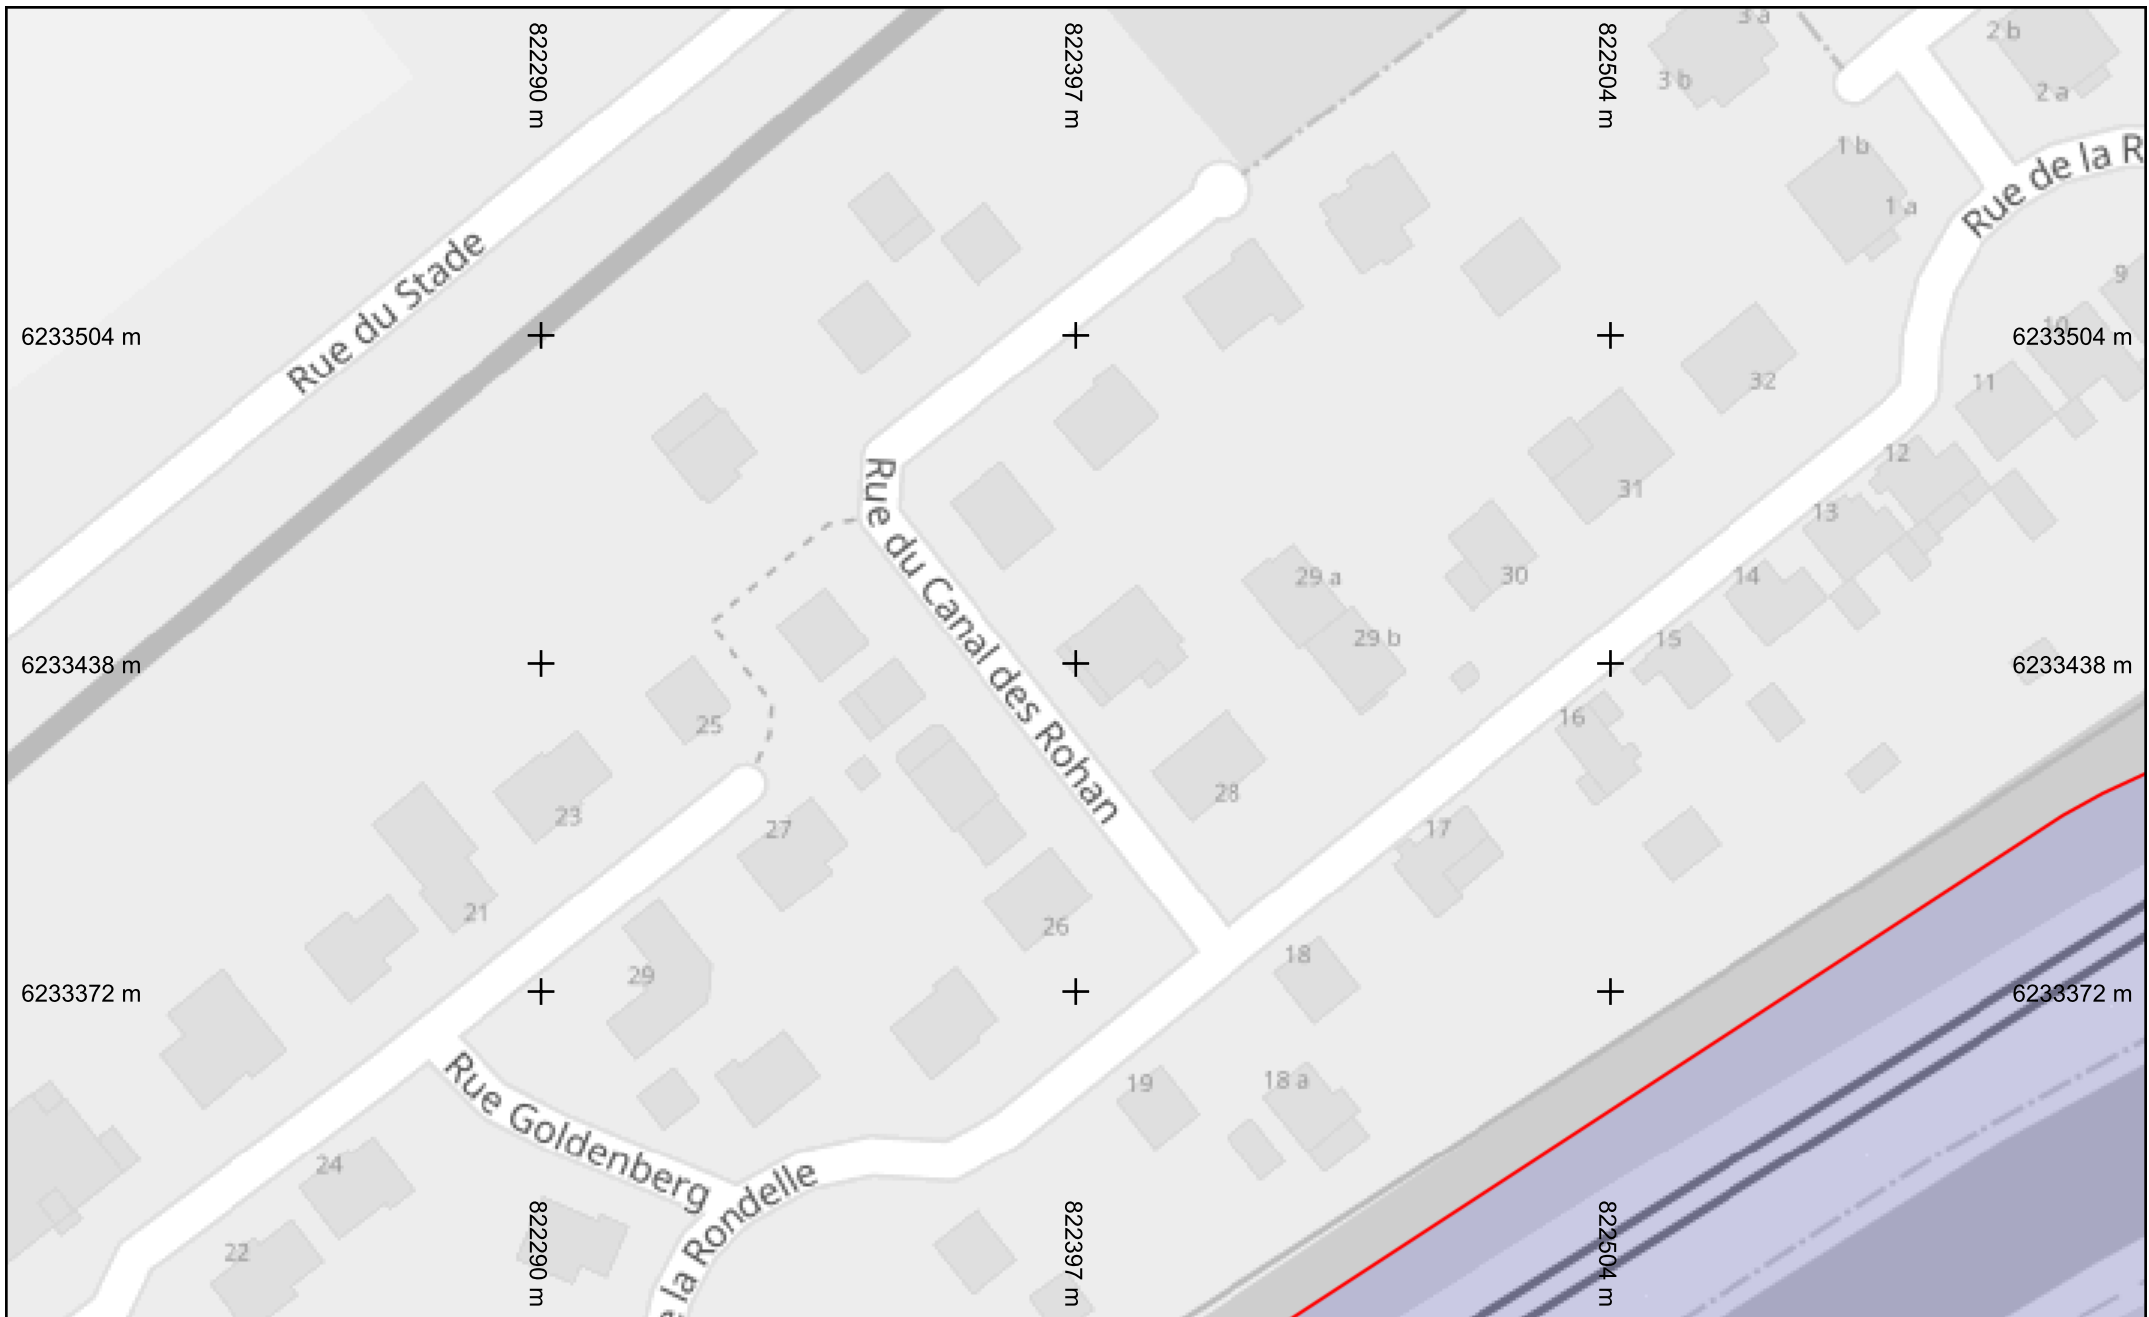 822290 m
822397 m
822504 m
3 a
3 b
2 b
2 a
1 b
1 a
Rue de la R
Rue du Stade
9
10
6233504 m
6233504 m
32
11
12
31
13
Rue du Canal des Rohan
29 a
30
14
29 b
15
6233438 m
6233438 m
25
16
28
23
27
17
21
26
18
29
6233372 m
6233372 m
Rue Goldenberg
19
18 a
24
22
la Rondelle
822290 m
822397 m
822504 m